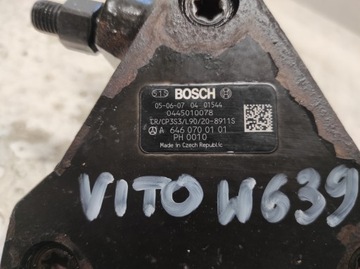 BOSCH
05-06-07 04 01544
0445010078
CR/CP3S3/L90/20-8911S
A 646 070 01 01
PH 0010
Made in Czech Republic
VITO W639